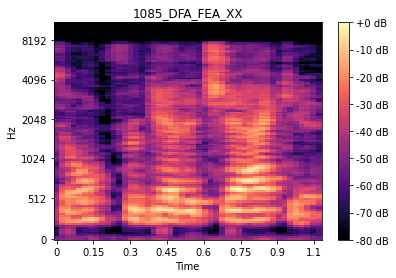 1085_DFA_FEA_XX
+0 dB
8192
-10 dB
4096
-20 dB
-30 dB
2048
Hz
-40 dB
1024
-50 dB
512
-60 dB
-70 dB
0
-80 dB
0 0.15 0.3 0.45 0.6 0.75 0.9 1.1
Time